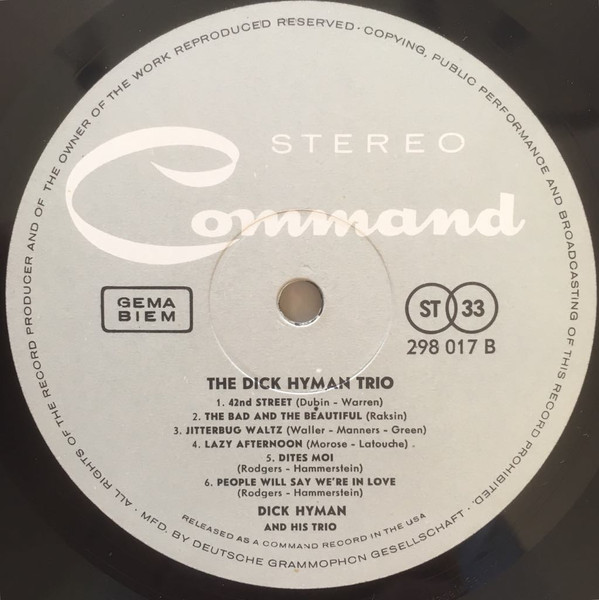 ALL RIGHTS OF THE RECORD PRODUCER AND OF THE OWNER OF THE WORK REPRODUCED RESERVED · COPYING, PUBLIC PERFORMANCE AND BROADCASTING OF THIS RECORD PROHIBITED ·
STEREO
Command
GEMA
BIEM
ST 33
298 017 B
THE DICK HYMAN TRIO
1. 42nd STREET (Dubin - Warren)
2. THE BAD AND THE BEAUTIFUL (Raksin)
3. JITTERBUG WALTZ (Waller - Manners - Green)
4. LAZY AFTERNOON (Morose - Latouche)
5. DITES MOI
(Rodgers - Hammerstein)
6. PEOPLE WILL SAY WE'RE IN LOVE
(Rodgers - Hammerstein)
DICK HYMAN
AND HIS TRIO
RELEASED AS A COMMAND RECORD IN THE USA
MFD. BY DEUTSCHE GRAMMOPHON GESELLSCHAFT ·